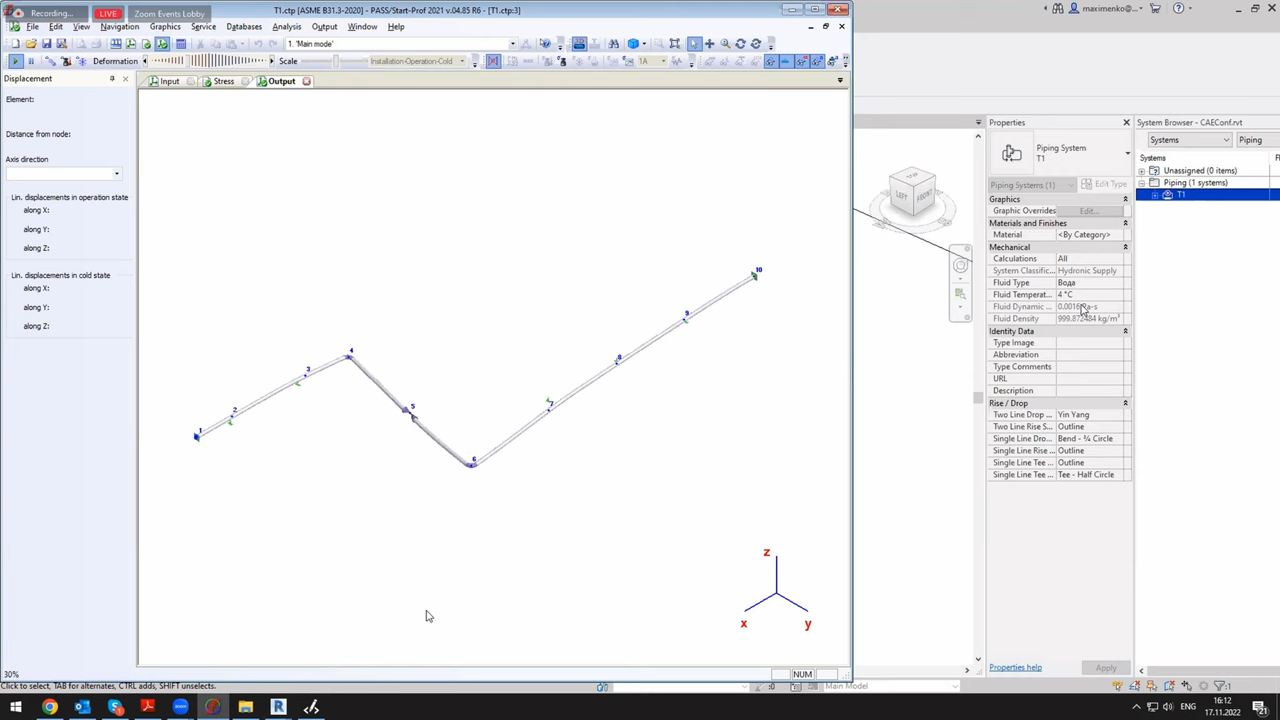 Recording...
LIVE
Zoom Events Lobby
T1.ctp [ASME B31.3-2020] - PASS/Start-Prof 2021 v.04.85 R6 - [T1.ctp:3]
maximenko
File Edit View Navigation Graphics Service Databases Analysis Output Window Help
1. 'Main mode'
Deformation
Scale
Installation-Operation-Cold
1A
Displacement
Input
Stress
Output
Element:
Distance from node:
Axis direction
Lin. displacements in operation state
along X:
along Y:
along Z:
Lin. displacements in cold state
along X:
along Y:
along Z:
1
2
3
4
5
6
7
8
9
10
z
x
y
30%
NUM
LEFT
FRONT
Properties
Piping System
T1
Piping Systems (1)
Edit Type
Graphics
Graphic Overrides Edit...
Materials and Finishes
Material <By Category>
Mechanical
Calculations All
System Classific... Hydronic Supply
Fluid Type Вода
Fluid Temperat... 4 °C
Fluid Dynamic ...
Fluid Density 999.872484 kg/m³
Identity Data
Type Image
Abbreviation
Type Comments
URL
Description
Rise / Drop
Two Line Drop ... Yin Yang
Two Line Rise S... Outline
Single Line Dro... Bend - ¼ Circle
Single Line Rise ... Outline
Single Line Tee ... Outline
Single Line Tee ... Tee - Half Circle
Properties help
Apply
System Browser - CAEConf.rvt
Systems
Piping
Systems
Unassigned (0 items)
Piping (1 systems)
T1
Click to select, TAB for alternates, CTRL adds, SHIFT unselects.
:0
Main Model
:1
ENG
16:12
17.11.2022